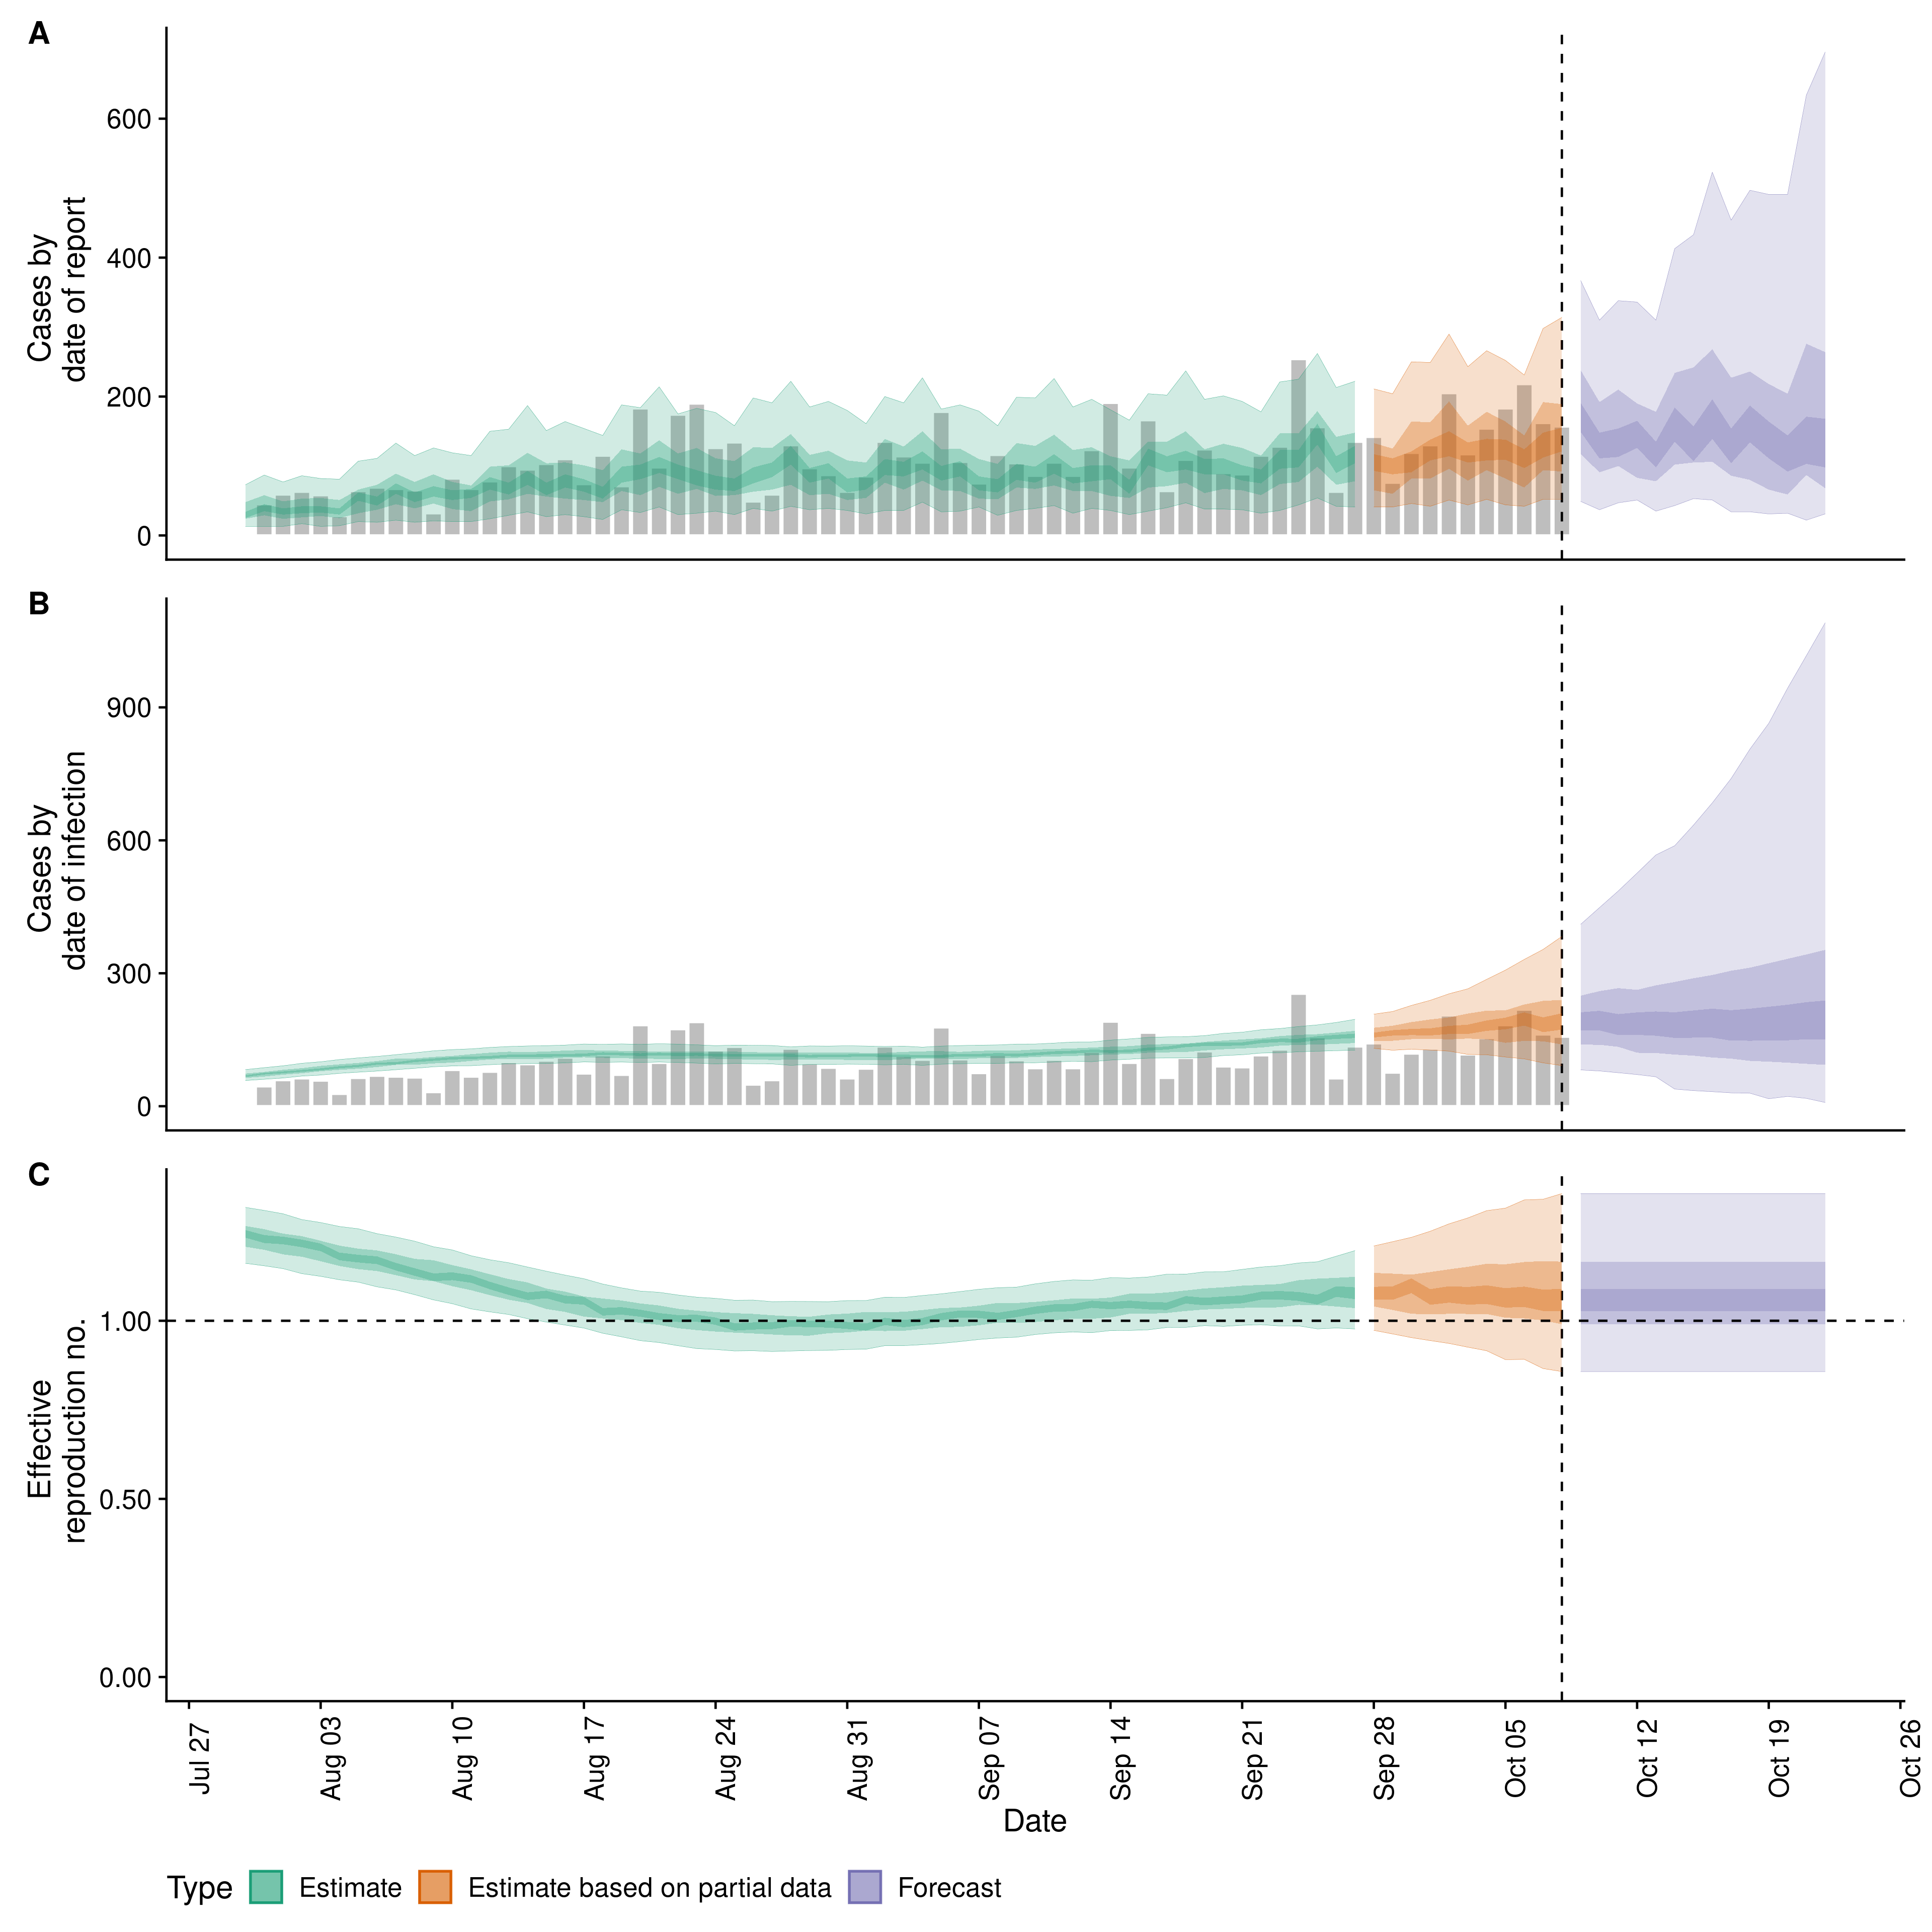 A
Cases by
date of report
600
400
200
0
B
Cases by
date of infection
900
600
300
0
C
Effective
reproduction no.
1.00
0.50
0.00
Jul 27
Aug 03
Aug 10
Aug 17
Aug 24
Aug 31
Sep 07
Sep 14
Sep 21
Sep 28
Oct 05
Oct 12
Oct 19
Oct 26
Date
Type Estimate Estimate based on partial data Forecast